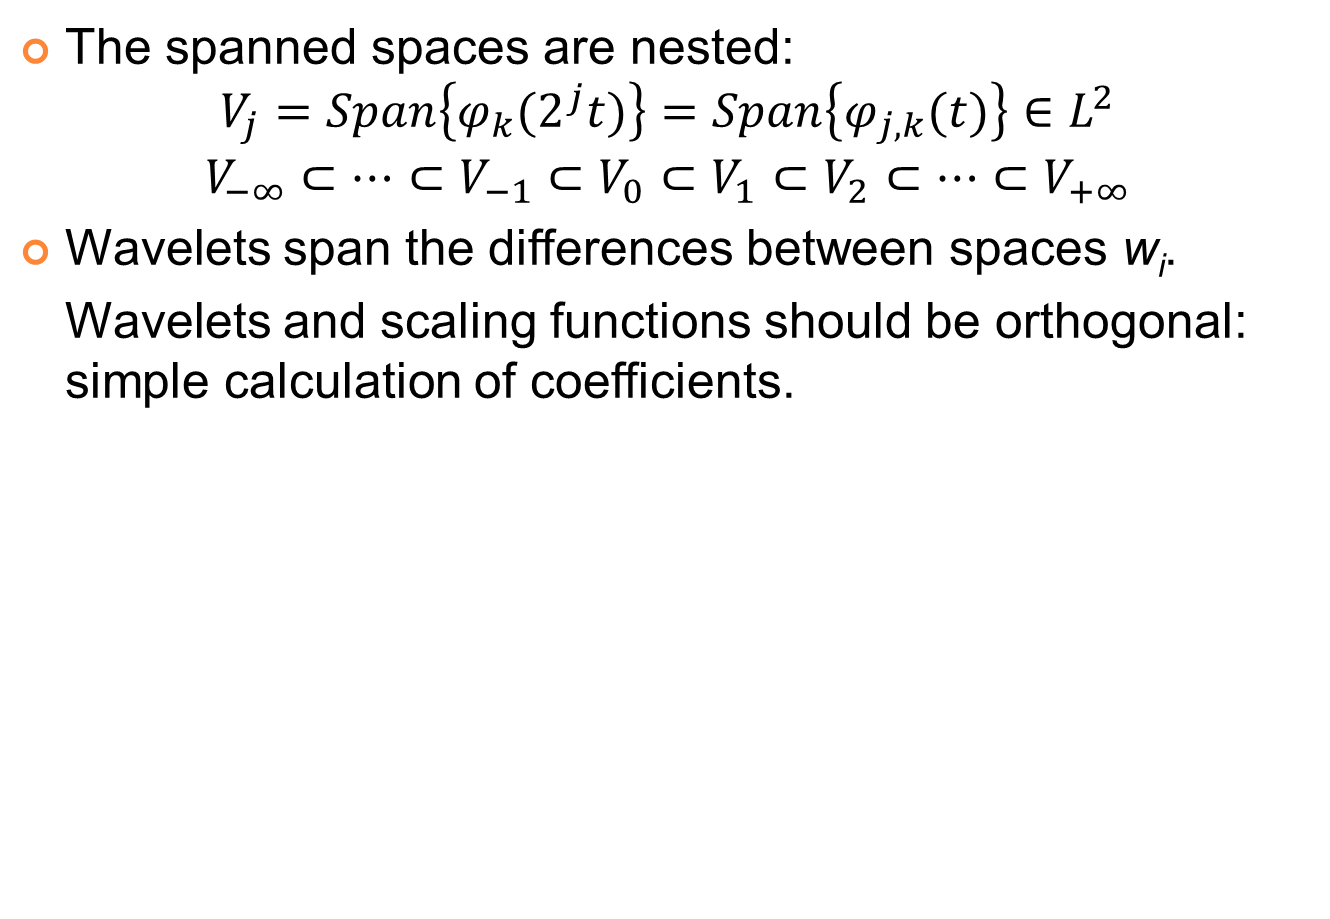 The spanned spaces are nested:
V_j = Span{φ_k(2^j t)} = Span{φ_{j,k}(t)} ∈ L^2
V_{−∞} ⊂ ⋯ ⊂ V_{−1} ⊂ V_0 ⊂ V_1 ⊂ V_2 ⊂ ⋯ ⊂ V_{+∞}
Wavelets span the differences between spaces w_i.
Wavelets and scaling functions should be orthogonal:
simple calculation of coefficients.